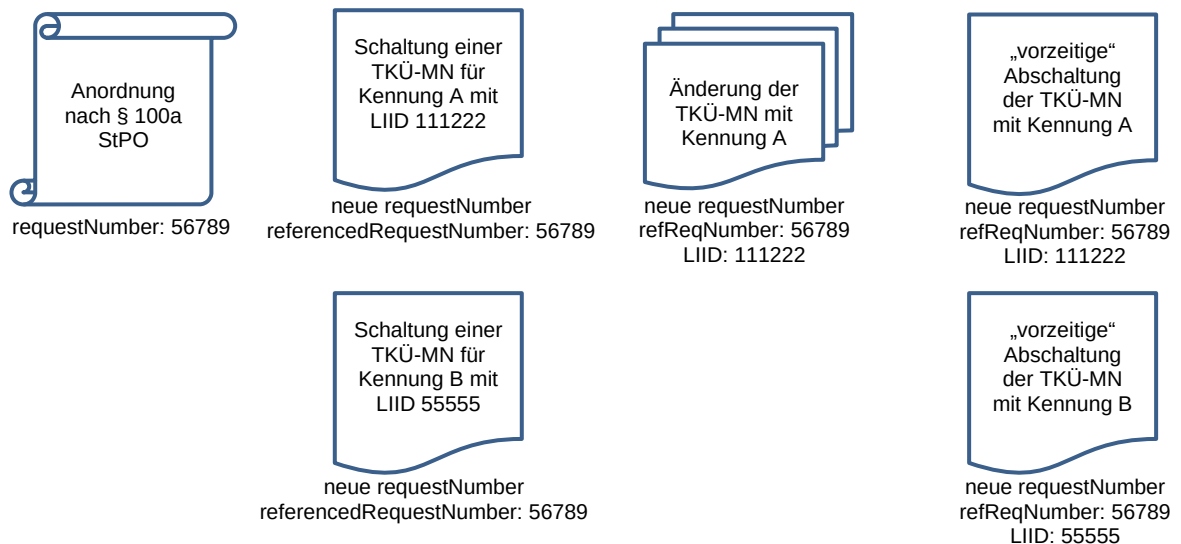 Anordnung
nach § 100a
StPO
requestNumber: 56789
Schaltung einer
TKÜ-MN für
Kennung A mit
LIID 111222
neue requestNumber
referencedRequestNumber: 56789
Änderung der
TKÜ-MN mit
Kennung A
neue requestNumber
refReqNumber: 56789
LIID: 111222
„vorzeitige“
Abschaltung
der TKÜ-MN
mit Kennung A
neue requestNumber
refReqNumber: 56789
LIID: 111222
Schaltung einer
TKÜ-MN für
Kennung B mit
LIID 55555
neue requestNumber
referencedRequestNumber: 56789
„vorzeitige“
Abschaltung
der TKÜ-MN
mit Kennung B
neue requestNumber
refReqNumber: 56789
LIID: 55555